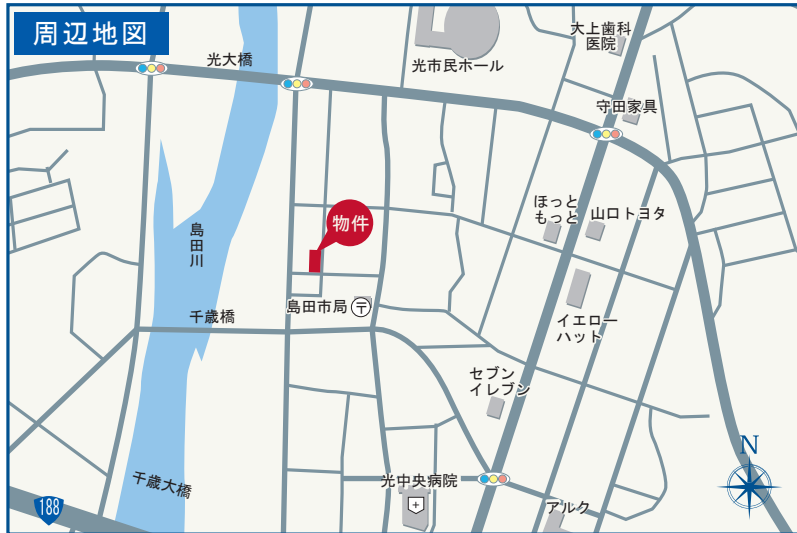 周辺地図
光大橋
光市民ホール
大上歯科
医院
守田家具
ほっと
もっと
山口トヨタ
物件
島田川
島田市局
〒
千歳橋
イエロー
ハット
セブン
イレブン
N
千歳大橋
188
光中央病院
アルク